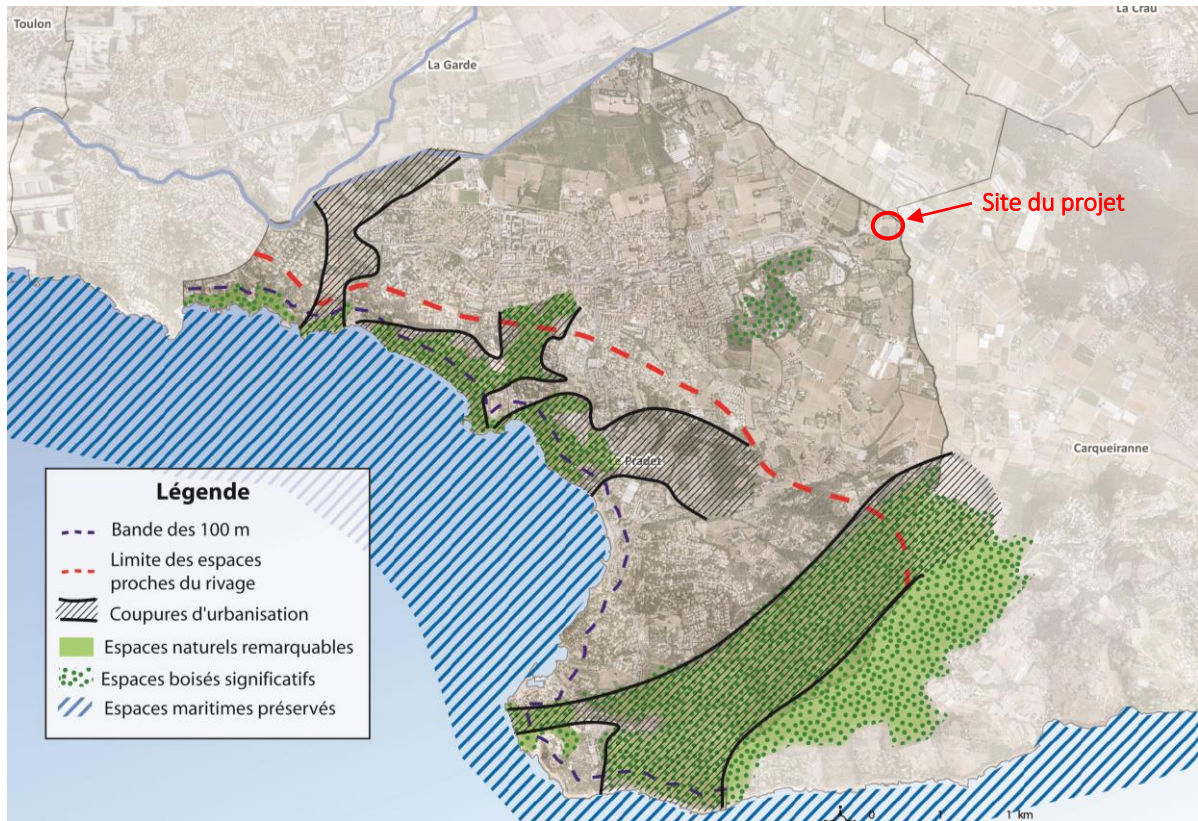 Toulon
La Crau
La Garde
Site du projet
Carqueiranne
Pradet
Légende
Bande des 100 m
Limite des espaces
proches du rivage
Coupures d'urbanisation
Espaces naturels remarquables
Espaces boisés significatifs
Espaces maritimes préservés
0 1 1 km